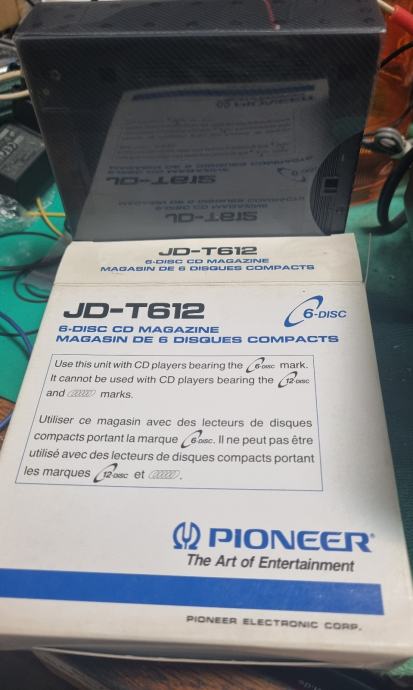 JD-T612
6-DISC CD MAGAZINE
MAGASIN DE 6 DISQUES COMPACTS
JD-T612
6-DISC
6-DISC CD MAGAZINE
MAGASIN DE 6 DISQUES COMPACTS
Use this unit with CD players bearing the 6-DISC mark.
It cannot be used with CD players bearing the 12-DISC
and marks.
Utiliser ce magasin avec des lecteurs de disques
compacts portant la marque 6-DISC. Il ne peut pas être
utilisé avec des lecteurs de disques compacts portant
les marques 12-DISC et .
PIONEER®
The Art of Entertainment
PIONEER ELECTRONIC CORP.